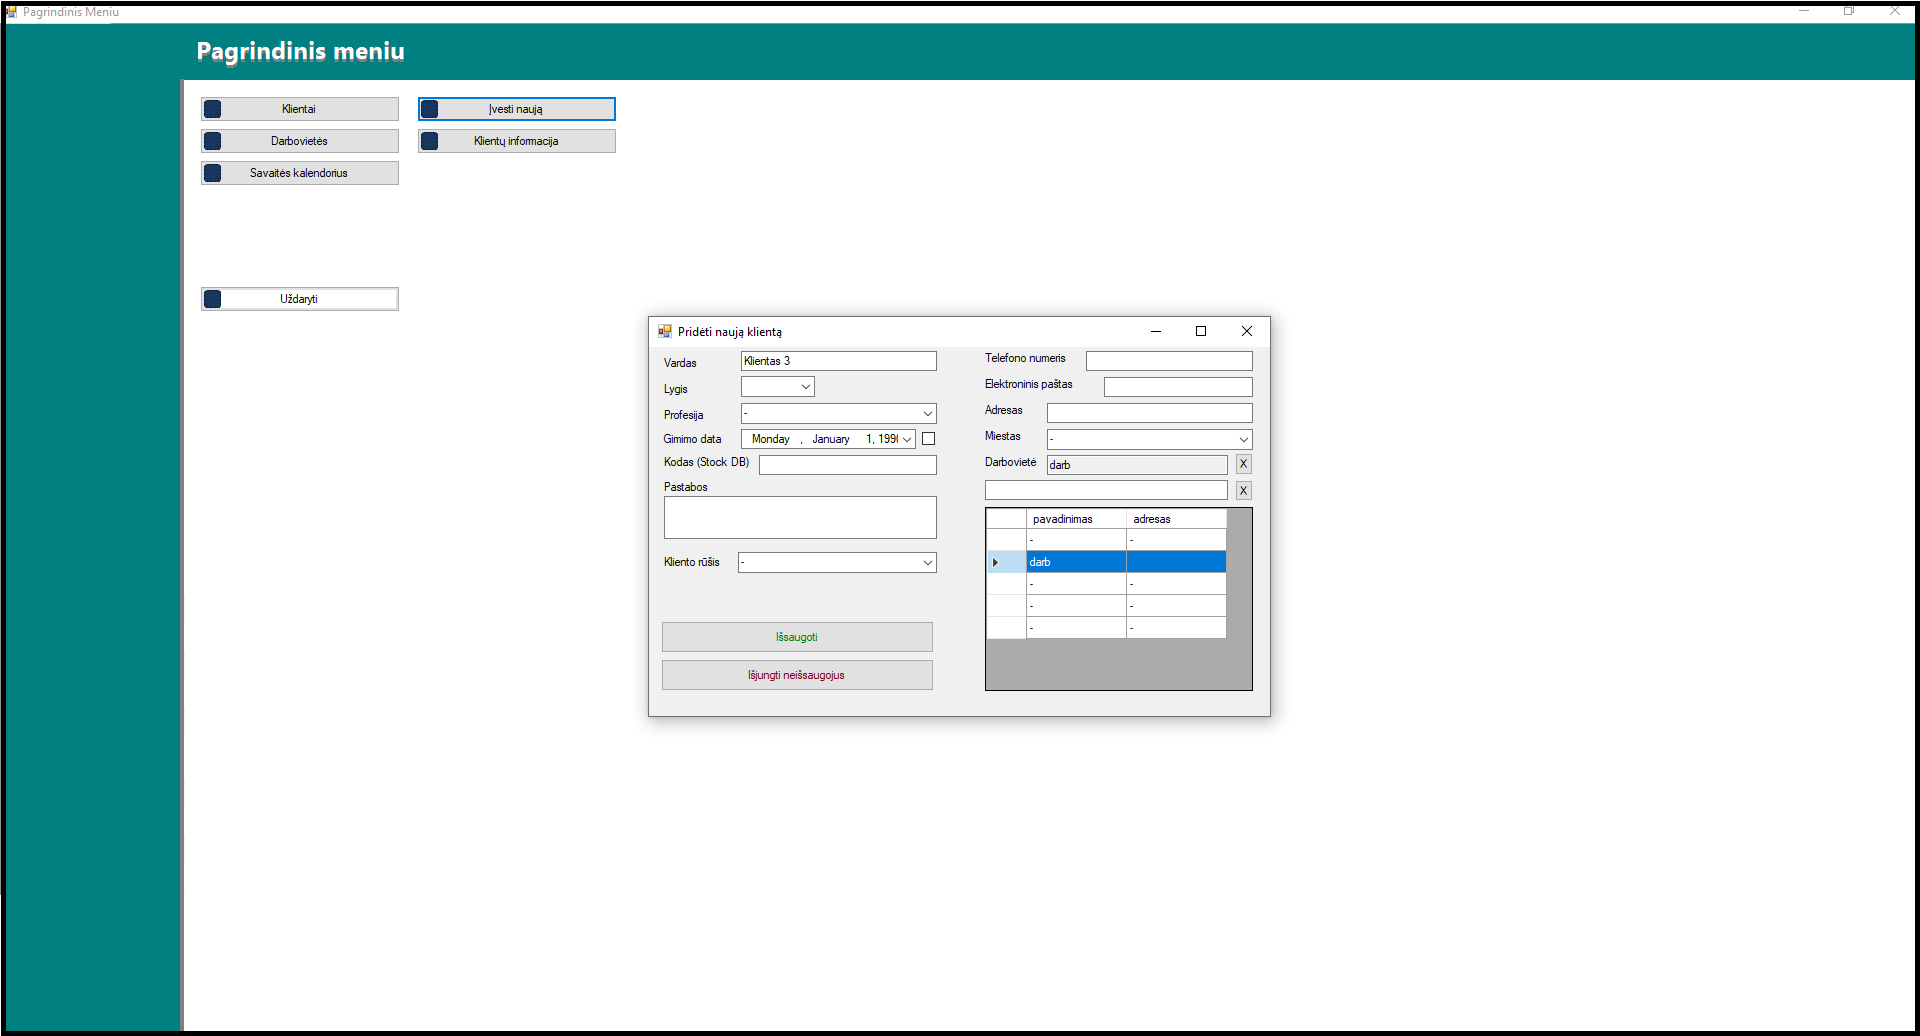 Pagrindinis Meniu
Pagrindinis meniu
Klientai
Įvesti naują
Darbovietės
Klientų informacija
Savaitės kalendorius
Uždaryti
Pridėti naują klientą
Vardas
Klientas 3
Lygis
Profesija
-
Gimimo data
Monday , January 1, 1990
Kodas (Stock DB)
Pastabos
Kliento rūšis
-
Išsaugoti
Išjungti neišsaugojus
Telefono numeris
Elektroninis paštas
Adresas
Miestas
-
Darbovietė
darb
X
X
pavadinimas adresas
- -
darb
- -
- -
- -